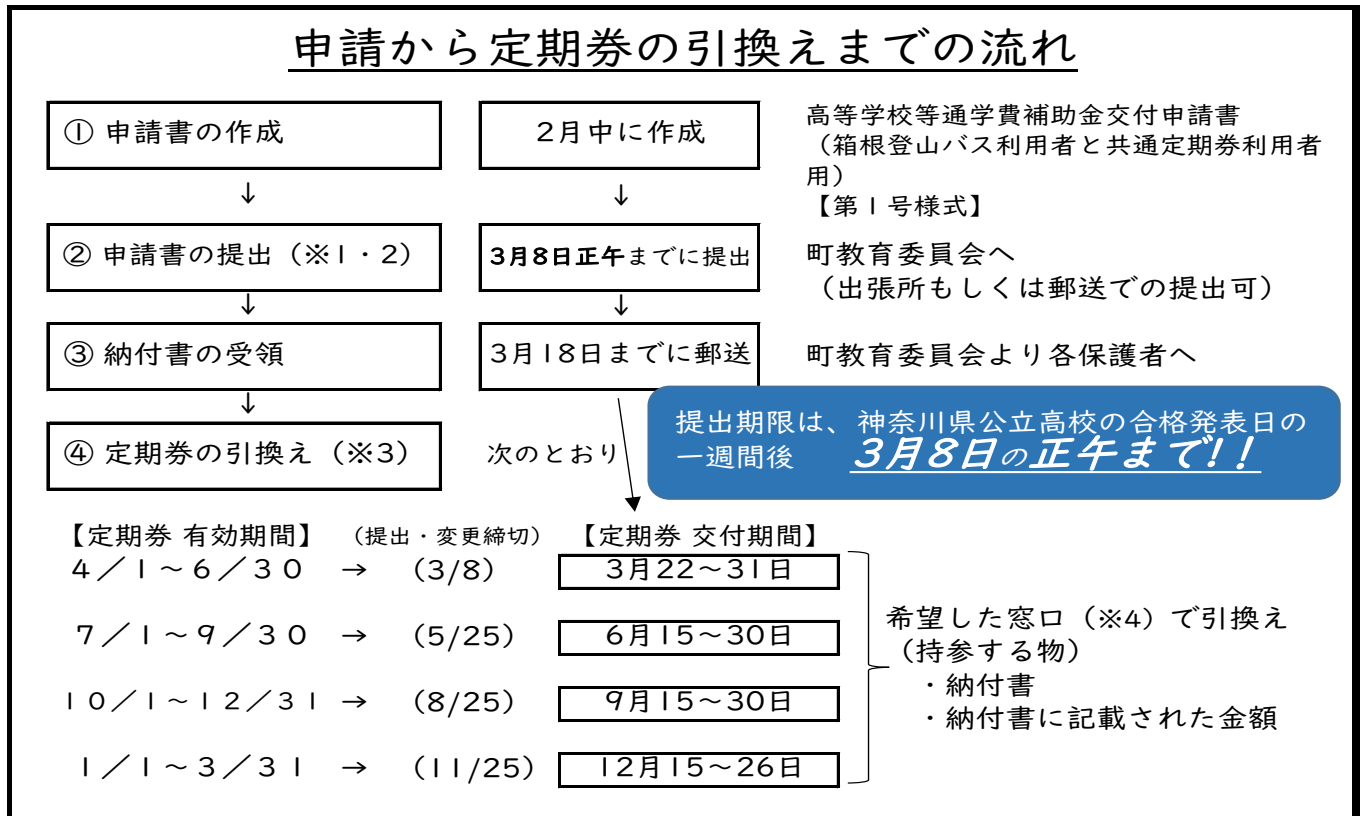 申請から定期券の引換えまでの流れ
① 申請書の作成
2月中に作成
高等学校等通学費補助金交付申請書
（箱根登山バス利用者と共通定期券利用者
用）
【第1号様式】
↓
↓
② 申請書の提出（※1・2）
3月8日正午までに提出
町教育委員会へ
（出張所もしくは郵送での提出可）
↓
↓
③ 納付書の受領
3月18日までに郵送
町教育委員会より各保護者へ
↓
④ 定期券の引換え（※3）
次のとおり
提出期限は、神奈川県公立高校の合格発表日の
一週間後 3月8日の正午まで!!
【定期券 有効期間】 （提出・変更締切） 【定期券 交付期間】
4／1～6／30 → (3/8) 3月22～31日
7／1～9／30 → (5/25) 6月15～30日
10／1～12／31 → (8/25) 9月15～30日
1／1～3／31 → (11/25) 12月15～26日
希望した窓口（※4）で引換え
（持参する物）
・納付書
・納付書に記載された金額